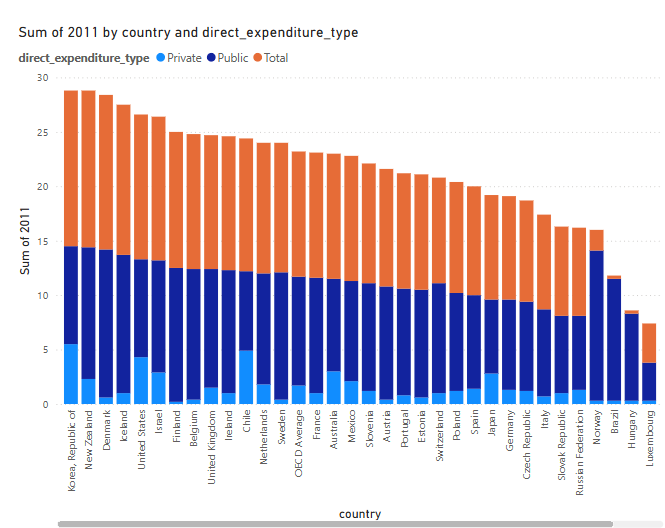 Sum of 2011 by country and direct_expenditure_type
direct_expenditure_type Private Public Total
30
25
20
15
10
5
0
Sum of 2011
Korea, Republic of
New Zealand
Denmark
Iceland
United States
Israel
Finland
Belgium
United Kingdom
Ireland
Chile
Netherlands
Sweden
OECD Average
France
Australia
Mexico
Slovenia
Austria
Portugal
Estonia
Switzerland
Poland
Spain
Japan
Germany
Czech Republic
Italy
Slovak Republic
Russian Federation
Norway
Brazil
Hungary
Luxembourg
country